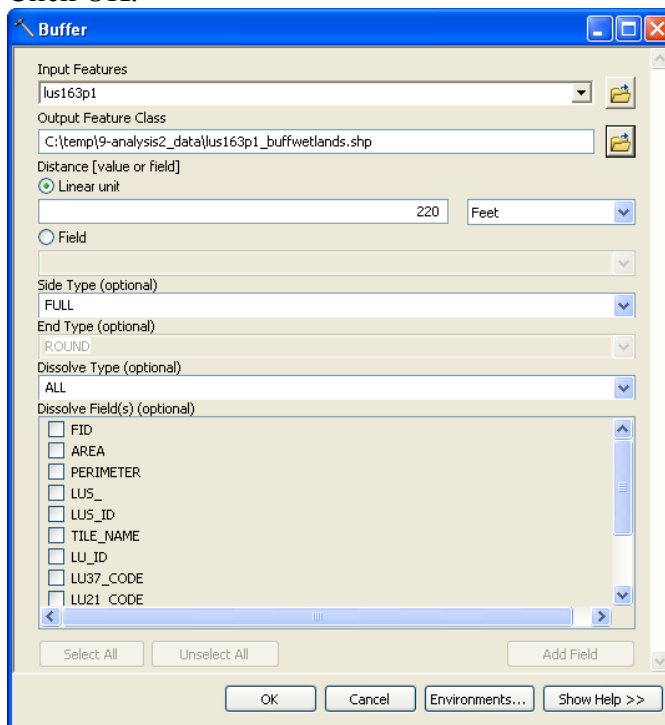 Click OK.
Buffer
Input Features
lus163p1
Output Feature Class
C:\temp\9-analysis2_data\lus163p1_buffwetlands.shp
Distance [value or field]
Linear unit
220 Feet
Field
Side Type (optional)
FULL
End Type (optional)
ROUND
Dissolve Type (optional)
ALL
Dissolve Field(s) (optional)
FID
AREA
PERIMETER
LUS_
LUS_ID
TILE_NAME
LU_ID
LU37_CODE
LU21_CODE
Select All Unselect All Add Field
OK Cancel Environments... Show Help >>